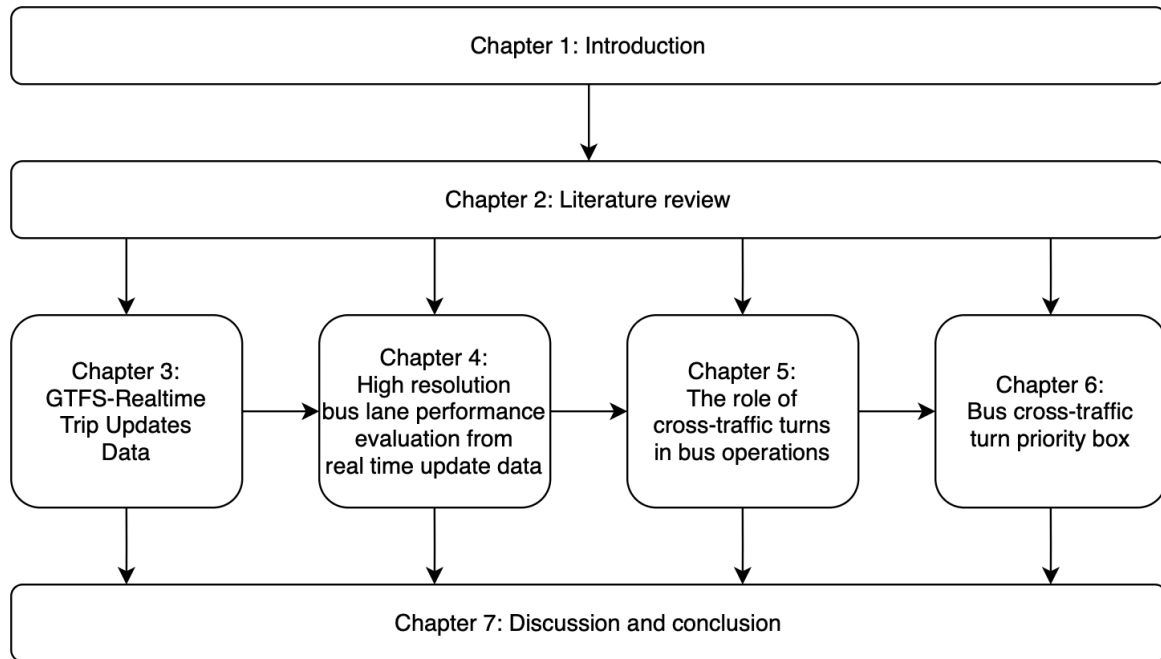 Chapter 1: Introduction
Chapter 2: Literature review
Chapter 3:
GTFS-Realtime
Trip Updates
Data
Chapter 4:
High resolution
bus lane performance
evaluation from
real time update data
Chapter 5:
The role of
cross-traffic turns
in bus operations
Chapter 6:
Bus cross-traffic
turn priority box
Chapter 7: Discussion and conclusion